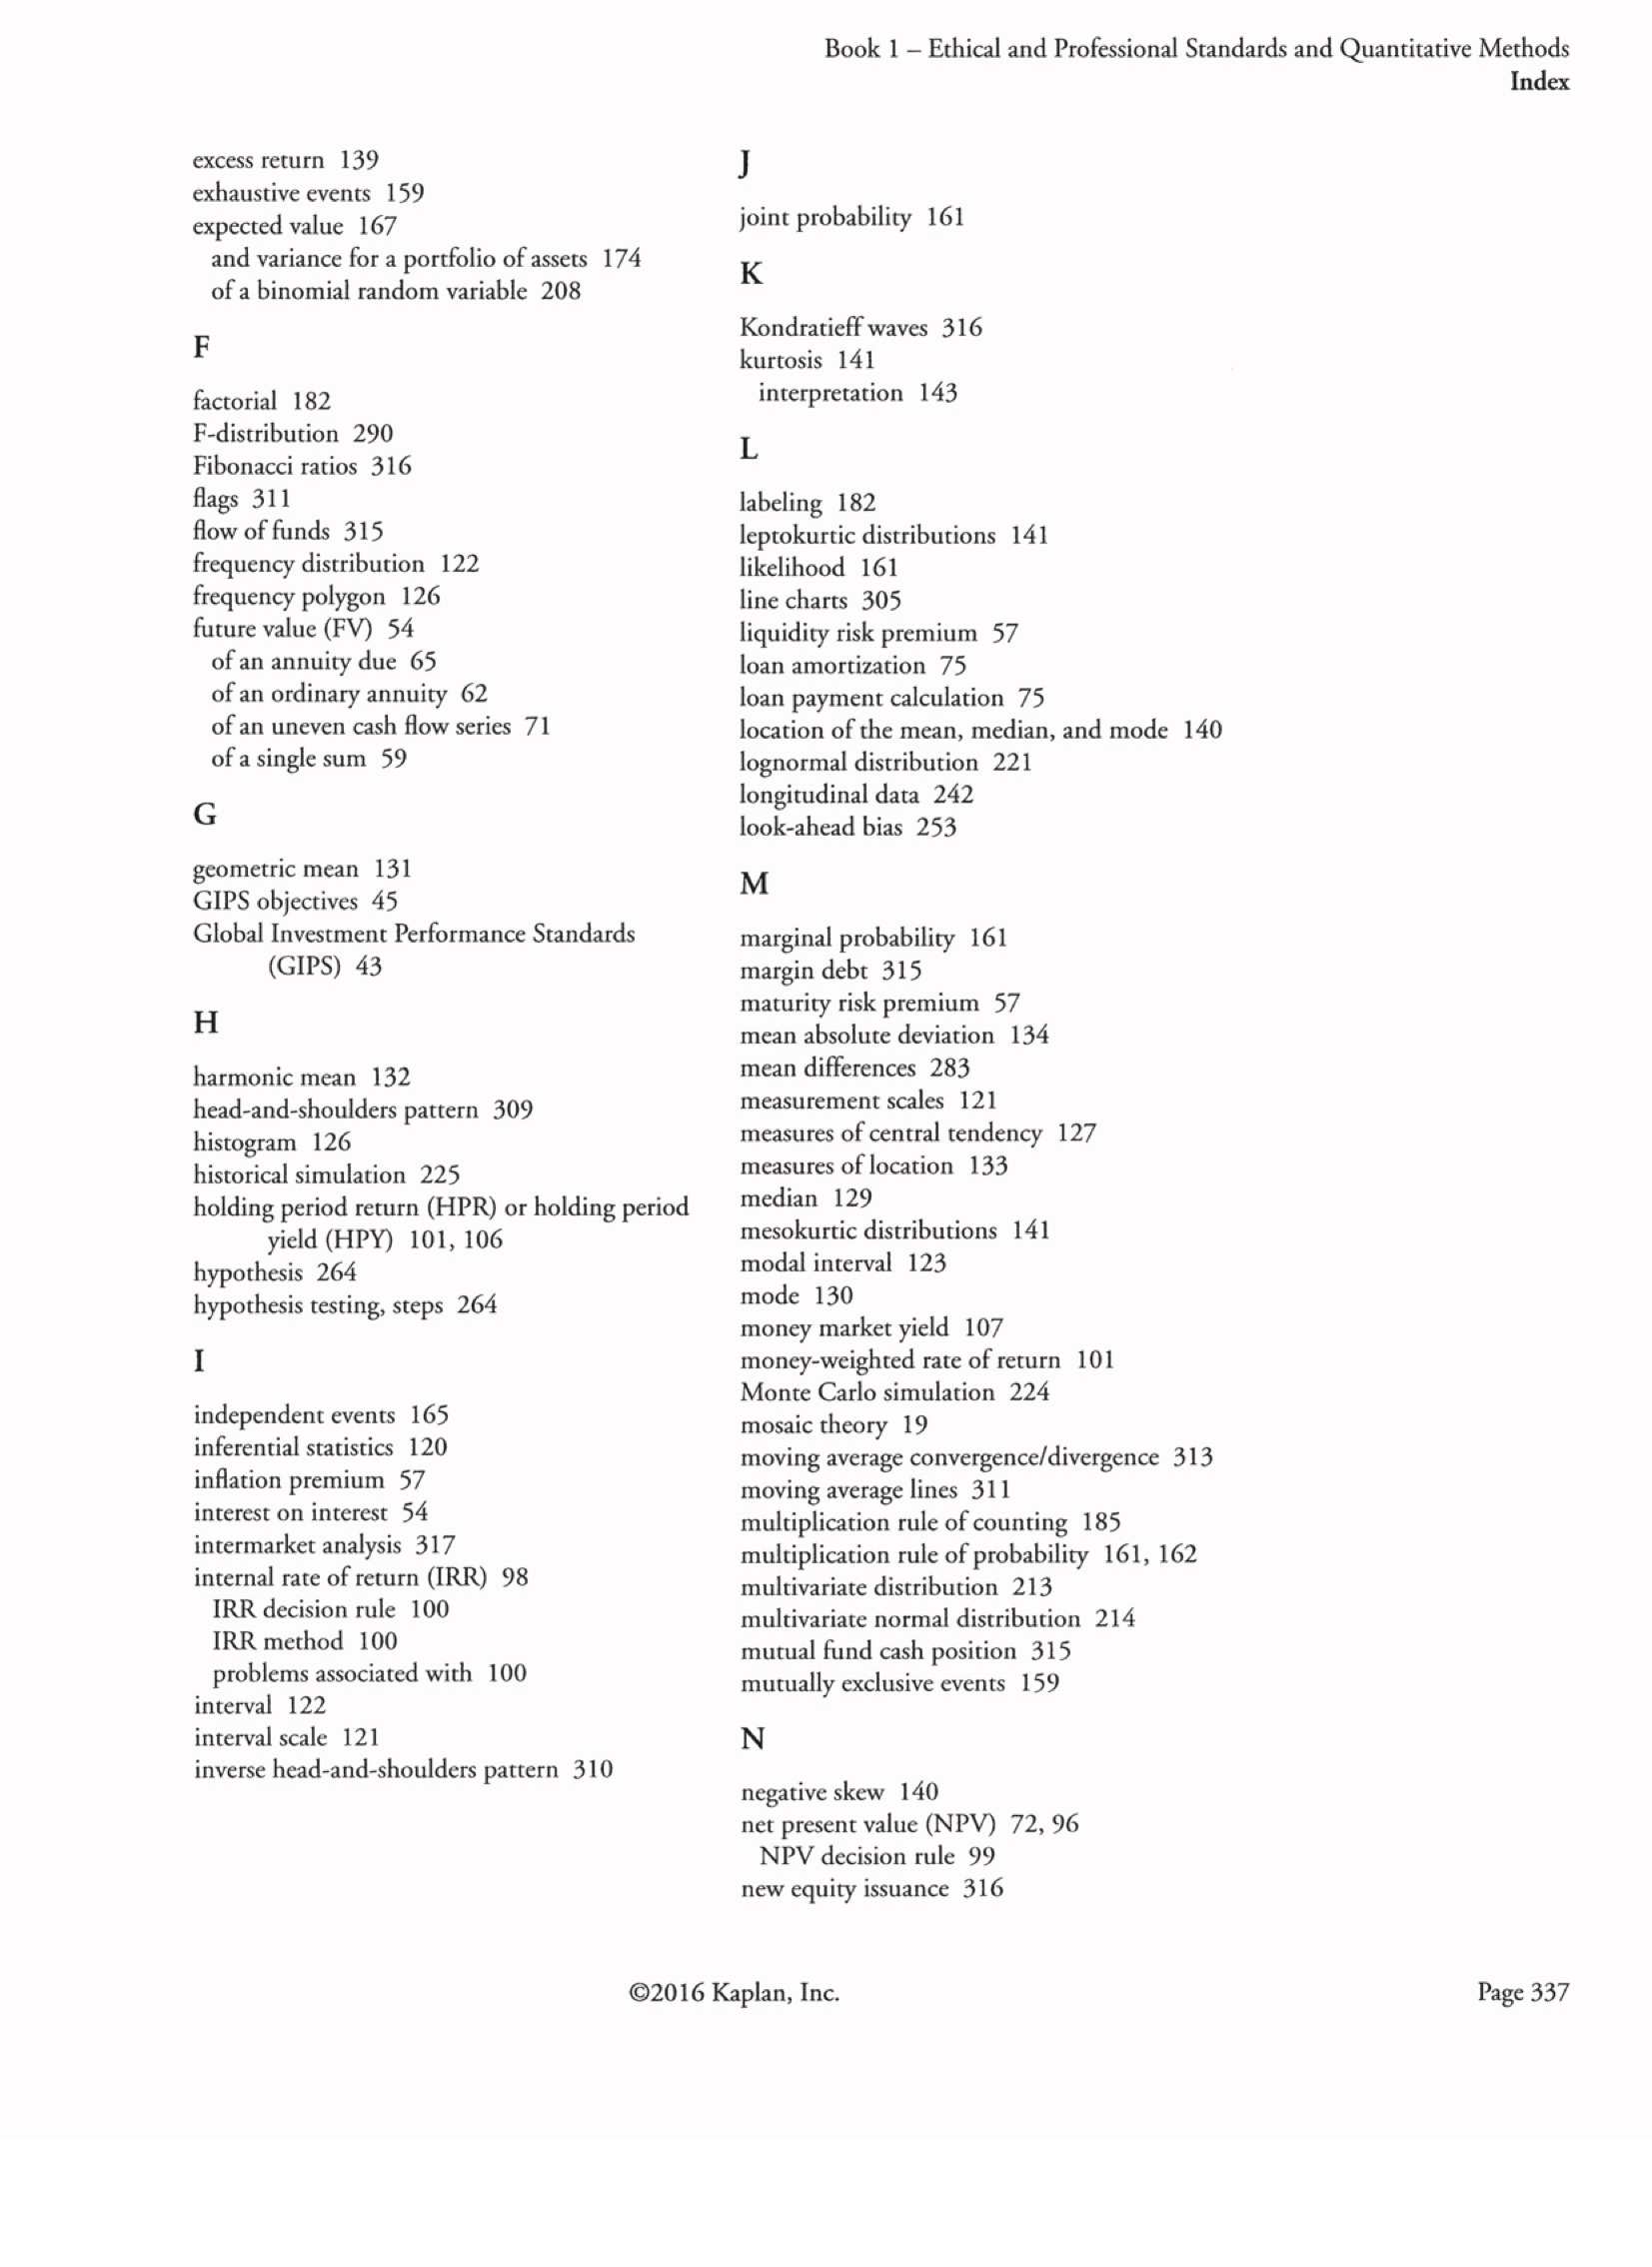 Book 1 – Ethical and Professional Standards and Quantitative Methods
Index
excess return 139
exhaustive events 159
expected value 167
and variance for a portfolio of assets 174
of a binomial random variable 208
F
factorial 182
F-distribution 290
Fibonacci ratios 316
flags 311
flow of funds 315
frequency distribution 122
frequency polygon 126
future value (FV) 54
of an annuity due 65
of an ordinary annuity 62
of an uneven cash flow series 71
of a single sum 59
G
geometric mean 131
GIPS objectives 45
Global Investment Performance Standards
(GIPS) 43
H
harmonic mean 132
head-and-shoulders pattern 309
histogram 126
historical simulation 225
holding period return (HPR) or holding period
yield (HPY) 101, 106
hypothesis 264
hypothesis testing, steps 264
I
independent events 165
inferential statistics 120
inflation premium 57
interest on interest 54
intermarket analysis 317
internal rate of return (IRR) 98
IRR decision rule 100
IRR method 100
problems associated with 100
interval 122
interval scale 121
inverse head-and-shoulders pattern 310
J
joint probability 161
K
Kondratieff waves 316
kurtosis 141
interpretation 143
L
labeling 182
leptokurtic distributions 141
likelihood 161
line charts 305
liquidity risk premium 57
loan amortization 75
loan payment calculation 75
location of the mean, median, and mode 140
lognormal distribution 221
longitudinal data 242
look-ahead bias 253
M
marginal probability 161
margin debt 315
maturity risk premium 57
mean absolute deviation 134
mean differences 283
measurement scales 121
measures of central tendency 127
measures of location 133
median 129
mesokurtic distributions 141
modal interval 123
mode 130
money market yield 107
money-weighted rate of return 101
Monte Carlo simulation 224
mosaic theory 19
moving average convergence/divergence 313
moving average lines 311
multiplication rule of counting 185
multiplication rule of probability 161, 162
multivariate distribution 213
multivariate normal distribution 214
mutual fund cash position 315
mutually exclusive events 159
N
negative skew 140
net present value (NPV) 72, 96
NPV decision rule 99
new equity issuance 316
©2016 Kaplan, Inc.
Page 337